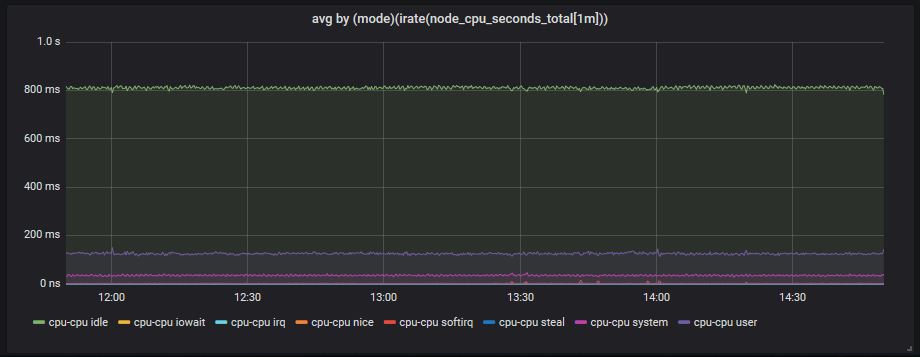 avg by (mode)(irate(node_cpu_seconds_total[1m]))
1.0 s
800 ms
600 ms
400 ms
200 ms
0 ns
12:00 12:30 13:00 13:30 14:00 14:30
cpu-cpu idle cpu-cpu iowait cpu-cpu irq cpu-cpu nice cpu-cpu softirq cpu-cpu steal cpu-cpu system cpu-cpu user